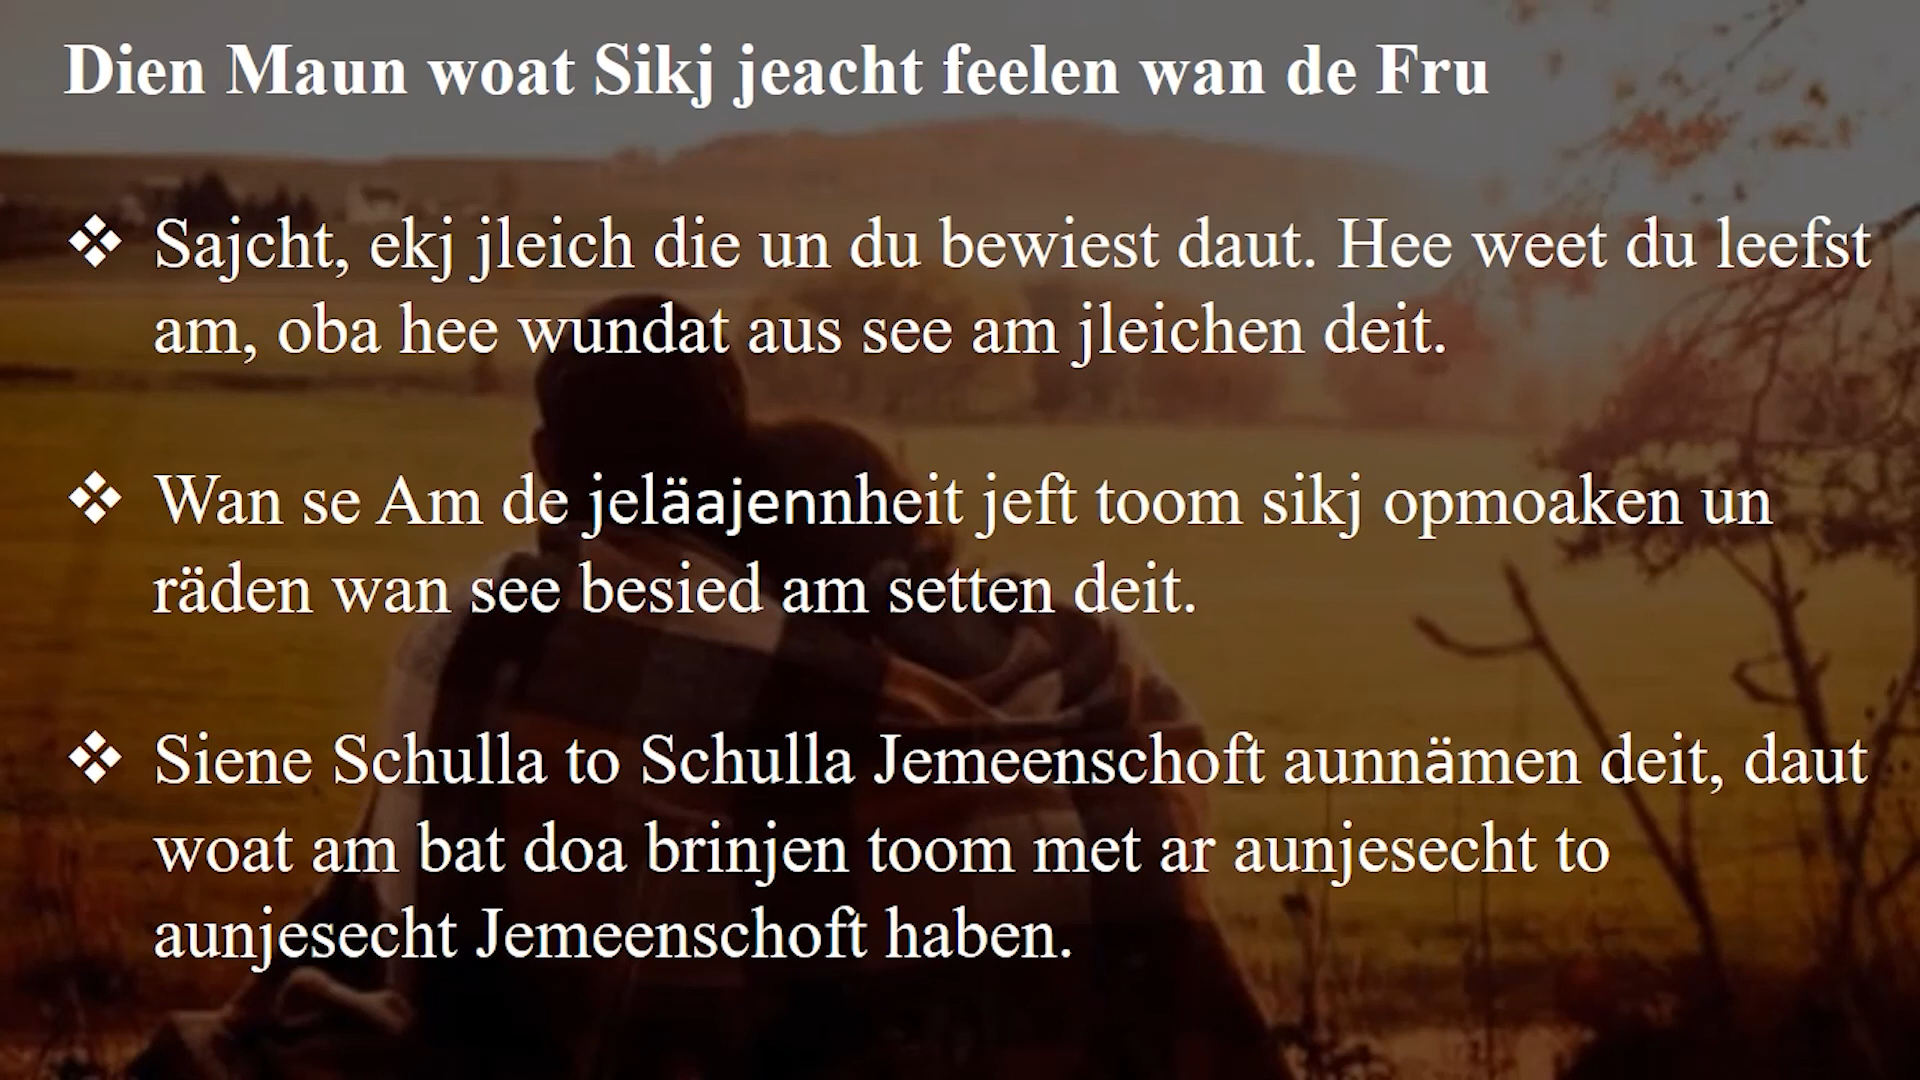 Dien Maun woat Sikj jeacht feelen wan de Fru
❖ Sajcht, ekj jleich die un du bewiest daut. Hee weet du leefst
am, oba hee wundat aus see am jleichen deit.
❖ Wan se Am de jeläajennheit jeft toom sikj opmoaken un
räden wan see besied am setten deit.
❖ Siene Schulla to Schulla Jemeenschoft aunnämen deit, daut
woat am bat doa brinjen toom met ar aunjesecht to
aunjesecht Jemeenschoft haben.